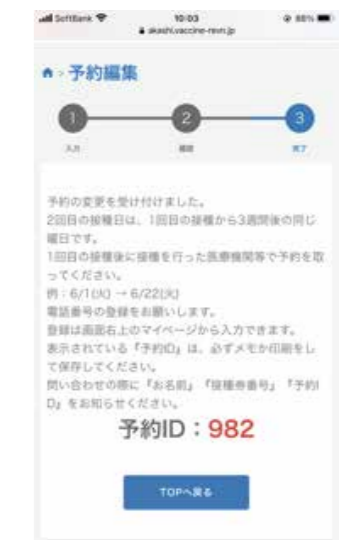 SoftBank 10:03 88%
akashi.vaccine-resv.jp
> 予約編集
1 2 3
入力 確認 完了
予約の変更を受け付けました。
2回目の接種日は、1回目の接種から3週間後の同じ
曜日です。
1回目の接種後に接種を行った医療機関等で予約を取
ってください。
例：6/1(火) → 6/22(火)
電話番号の登録をお願いします。
登録は画面右上のマイページから入力できます。
表示されている『予約ID』は、必ずメモか印刷をし
て保存してください。
問い合わせの際に『お名前』『接種券番号』『予約I
D』をお知らせください。
予約ID：982
TOPへ戻る